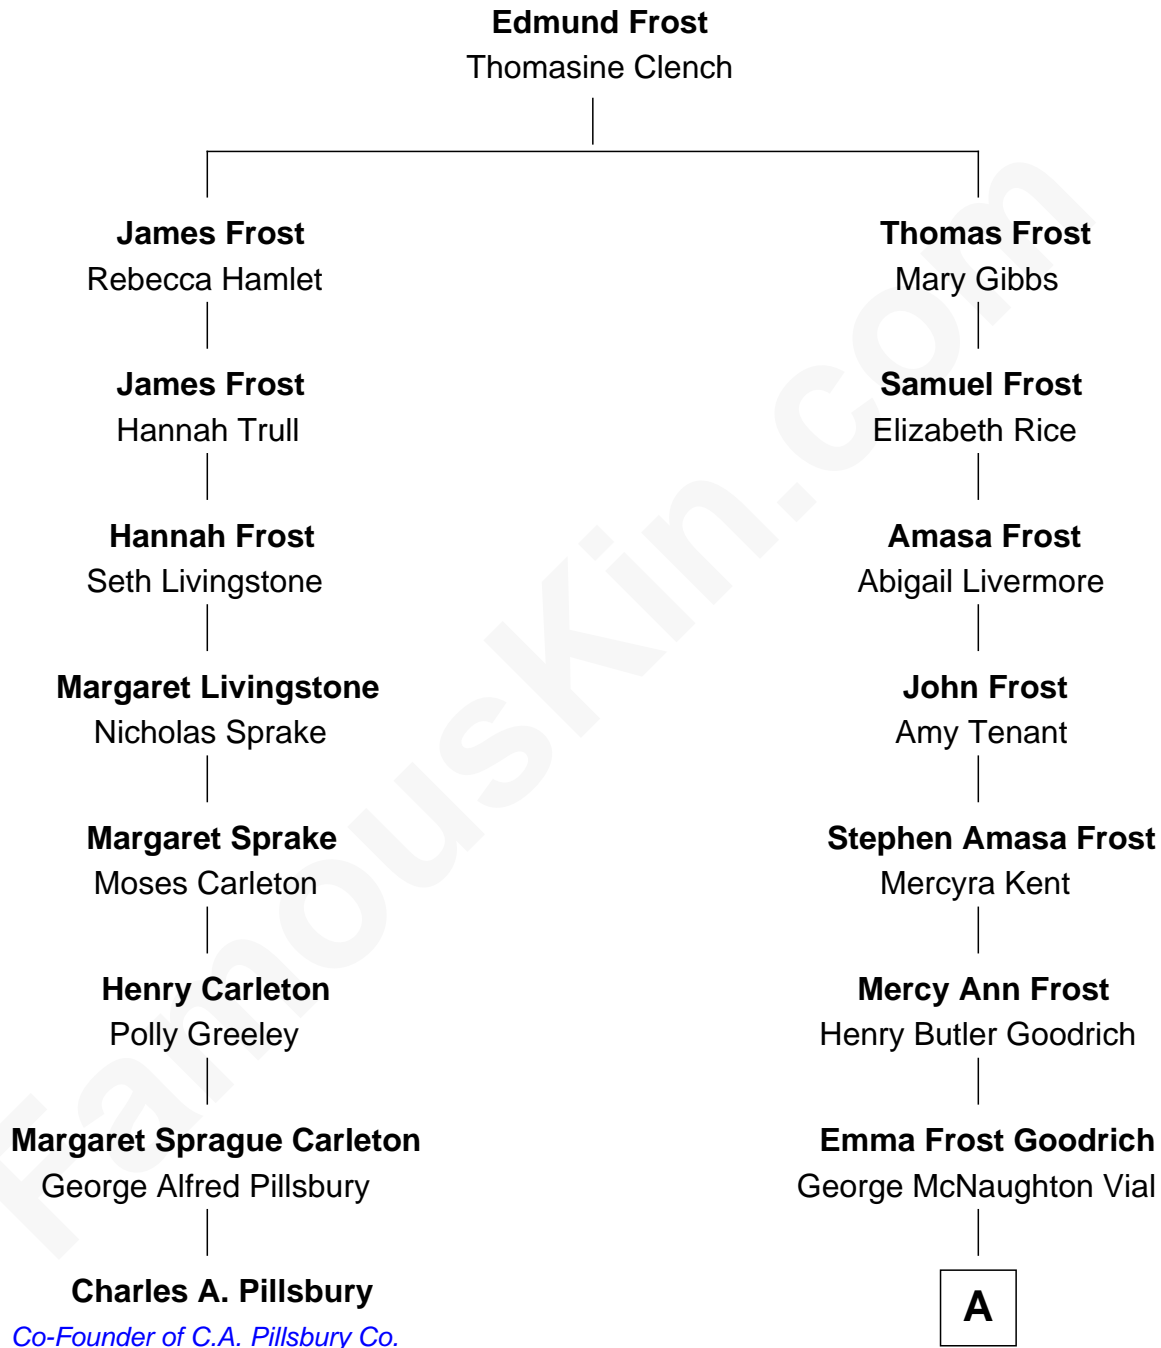 Edmund Frost
Thomasine Clench
James Frost
Rebecca Hamlet
Thomas Frost
Mary Gibbs
James Frost
Hannah Trull
Samuel Frost
Elizabeth Rice
Hannah Frost
Seth Livingstone
Amasa Frost
Abigail Livermore
Margaret Livingstone
Nicholas Sprake
John Frost
Amy Tenant
Margaret Sprake
Moses Carleton
Stephen Amasa Frost
Mercyra Kent
Henry Carleton
Polly Greeley
Mercy Ann Frost
Henry Butler Goodrich
Margaret Sprague Carleton
George Alfred Pillsbury
Emma Frost Goodrich
George McNaughton Vial
Charles A. Pillsbury
Co-Founder of C.A. Pillsbury Co.
A
FamousKin.com